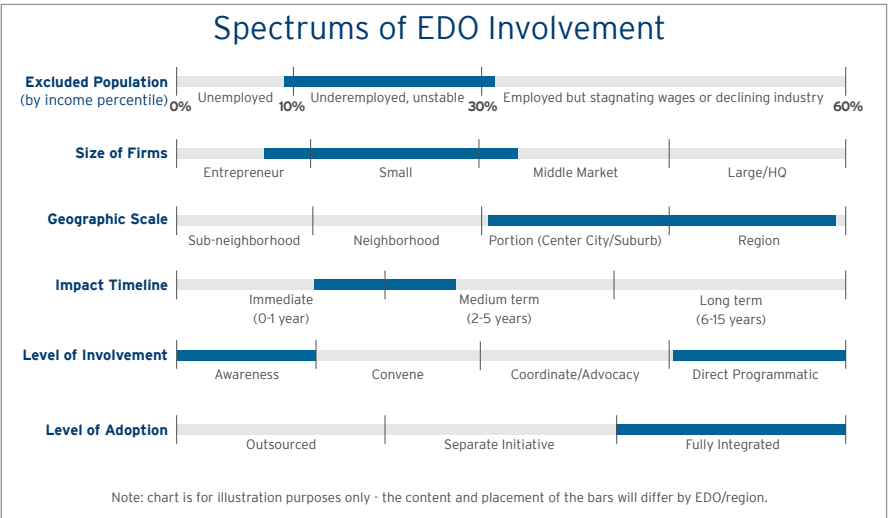 Spectrums of EDO Involvement
Excluded Population
(by income percentile)
0%
Unemployed
10%
Underemployed, unstable
30%
Employed but stagnating wages or declining industry
60%
Size of Firms
Entrepreneur
Small
Middle Market
Large/HQ
Geographic Scale
Sub-neighborhood
Neighborhood
Portion (Center City/Suburb)
Region
Impact Timeline
Immediate
(0-1 year)
Medium term
(2-5 years)
Long term
(6-15 years)
Level of Involvement
Awareness
Convene
Coordinate/Advocacy
Direct Programmatic
Level of Adoption
Outsourced
Separate Initiative
Fully Integrated
Note: chart is for illustration purposes only - the content and placement of the bars will differ by EDO/region.